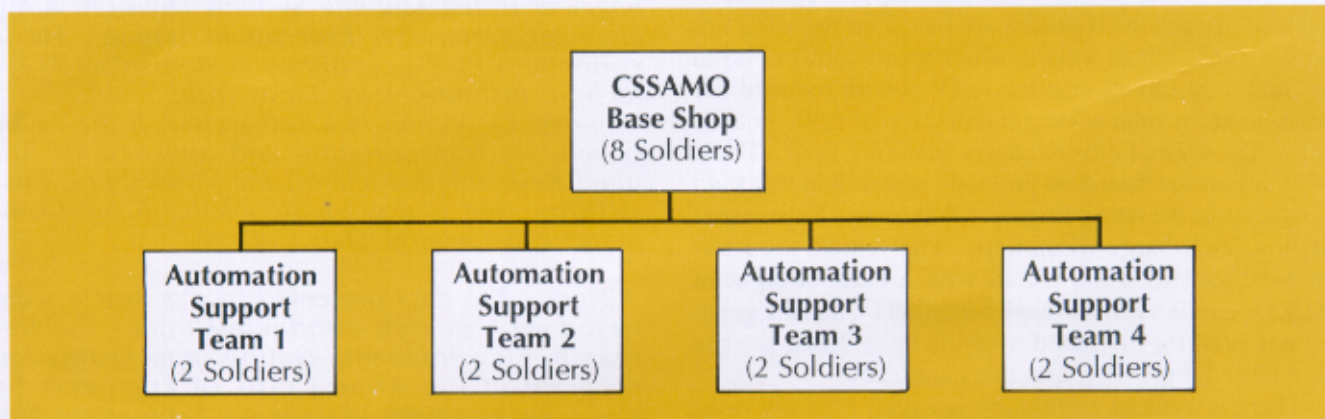 CSSAMO
Base Shop
(8 Soldiers)
Automation
Support
Team 1
(2 Soldiers)
Automation
Support
Team 2
(2 Soldiers)
Automation
Support
Team 3
(2 Soldiers)
Automation
Support
Team 4
(2 Soldiers)